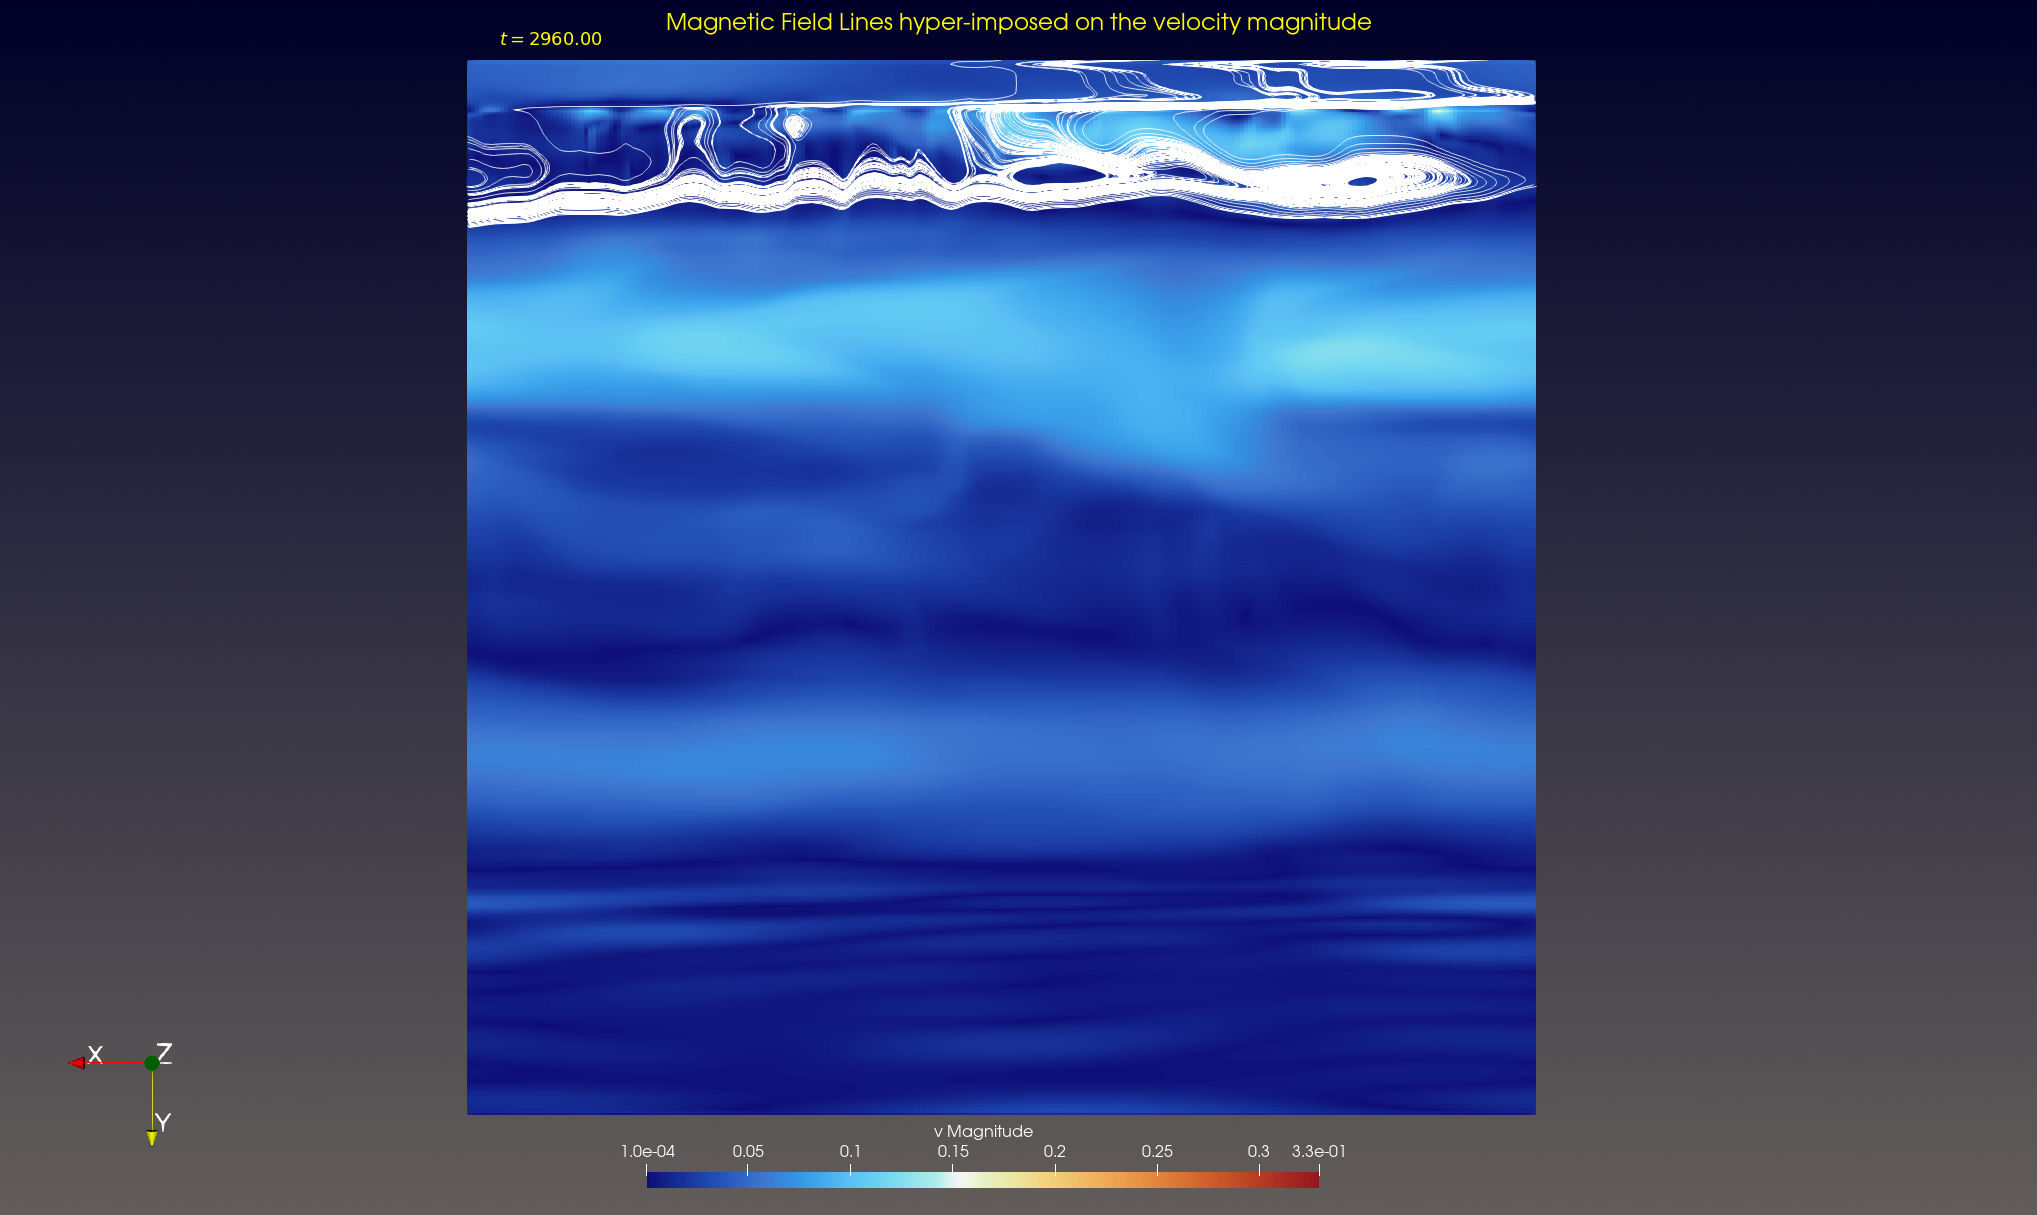 Magnetic Field Lines hyper-imposed on the velocity magnitude
t = 2960.00
X Z
Y
v Magnitude
1.0e-04 0.05 0.1 0.15 0.2 0.25 0.3 3.3e-01